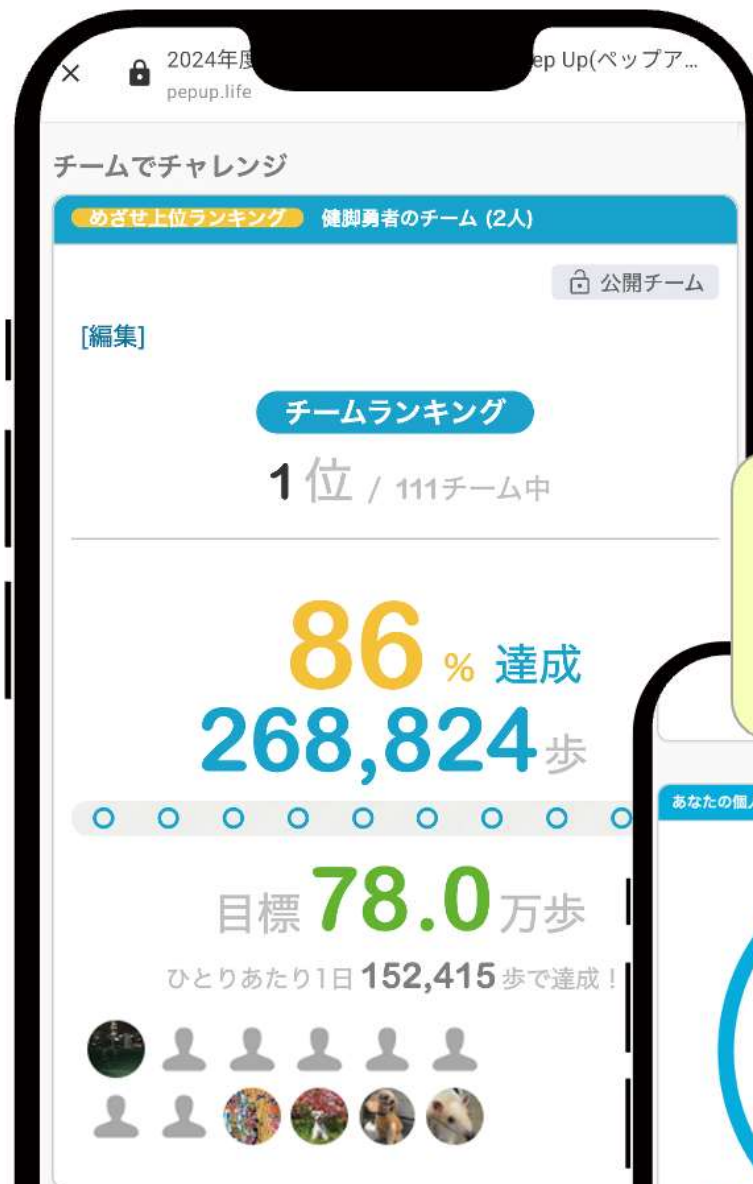 2024年度 ep Up(ペップア...
pepup.life
チームでチャレンジ
めざせ上位ランキング 健脚勇者のチーム (2人)
公開チーム
[編集]
チームランキング
1位 / 111チーム中
86 % 達成
268,824歩
目標 78.0 万歩
ひとりあたり1日 152,415 歩で達成!
あなたの個